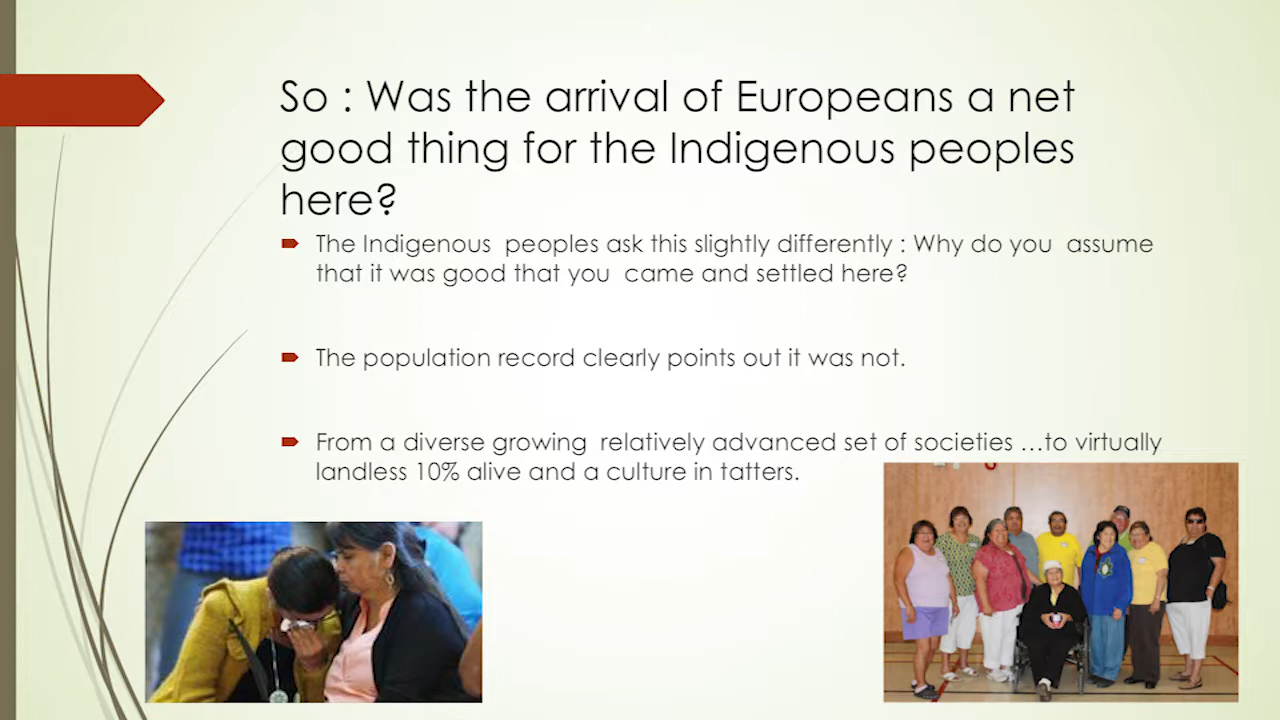 So : Was the arrival of Europeans a net
good thing for the Indigenous peoples
here?
The Indigenous peoples ask this slightly differently : Why do you assume
that it was good that you came and settled here?
The population record clearly points out it was not.
From a diverse growing relatively advanced set of societies …to virtually
landless 10% alive and a culture in tatters.